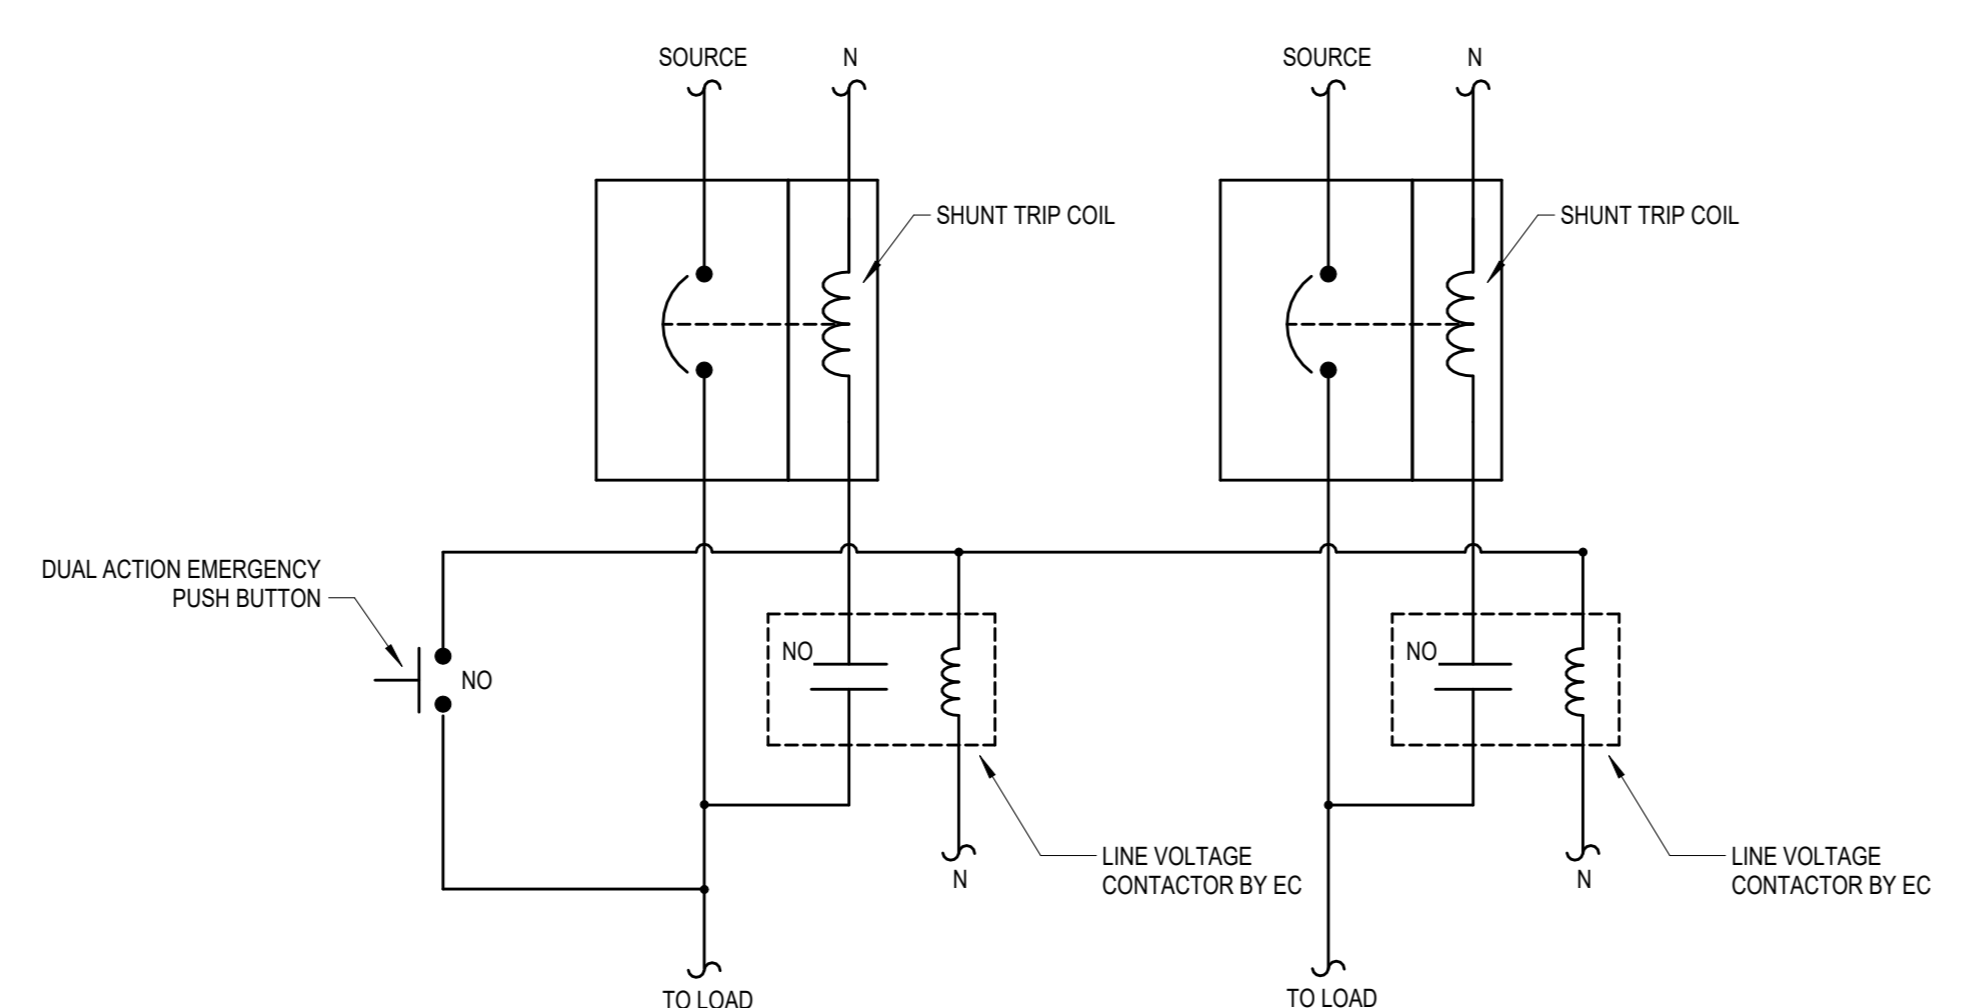 SOURCE
N
SOURCE
N
SHUNT TRIP COIL
SHUNT TRIP COIL
DUAL ACTION EMERGENCY
PUSH BUTTON
NO
NO
NO
LINE VOLTAGE
CONTACTOR BY EC
N
LINE VOLTAGE
CONTACTOR BY EC
N
TO LOAD
TO LOAD